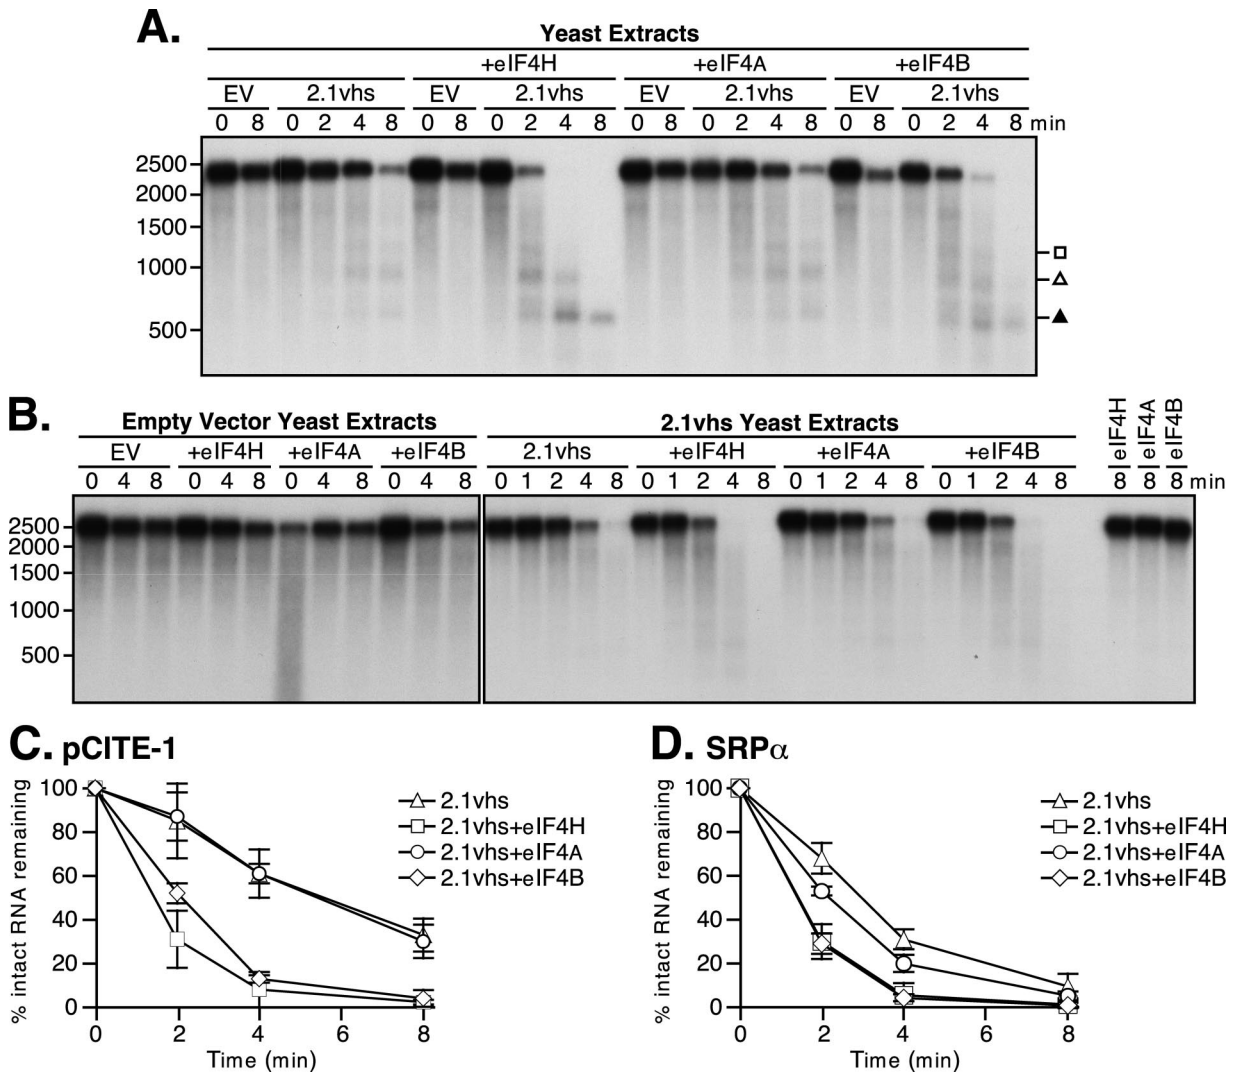 A.
Yeast Extracts
+eIF4H +eIF4A +eIF4B
EV 2.1vhs EV 2.1vhs EV 2.1vhs EV 2.1vhs
0 8 0 2 4 8 0 8 0 2 4 8 0 8 0 2 4 8 0 8 0 2 4 8 min
2500
2000
1500
1000
500
B.
Empty Vector Yeast Extracts 2.1vhs Yeast Extracts
EV +eIF4H +eIF4A +eIF4B 2.1vhs +eIF4H +eIF4A +eIF4B eIF4H eIF4A eIF4B
0 4 8 0 4 8 0 4 8 0 4 8 0 1 2 4 8 0 1 2 4 8 0 1 2 4 8 0 1 2 4 8 8 8 8 min
2500
2000
1500
1000
500
C. pCITE-1
% intact RNA remaining
100
80
60
40
20
0
0 2 4 6 8
Time (min)
2.1vhs
2.1vhs+eIF4H
2.1vhs+eIF4A
2.1vhs+eIF4B
D. SRPα
% intact RNA remaining
100
80
60
40
20
0
0 2 4 6 8
Time (min)
2.1vhs
2.1vhs+eIF4H
2.1vhs+eIF4A
2.1vhs+eIF4B